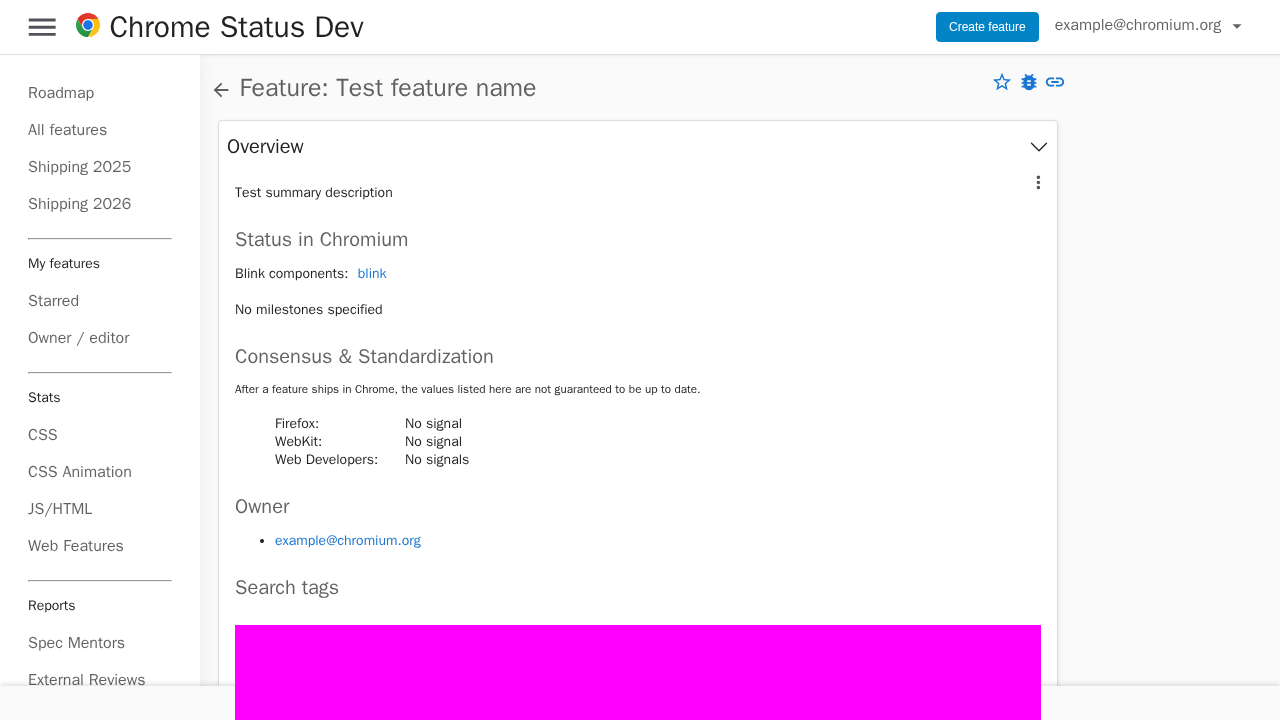 Chrome Status Dev
Create feature
example@chromium.org
Roadmap
All features
Shipping 2025
Shipping 2026
My features
Starred
Owner / editor
Stats
CSS
CSS Animation
JS/HTML
Web Features
Reports
Spec Mentors
External Reviews
Feature: Test feature name
Overview
Test summary description
Status in Chromium
Blink components: blink
No milestones specified
Consensus & Standardization
After a feature ships in Chrome, the values listed here are not guaranteed to be up to date.
Firefox: No signal
WebKit: No signal
Web Developers: No signals
Owner
example@chromium.org
Search tags